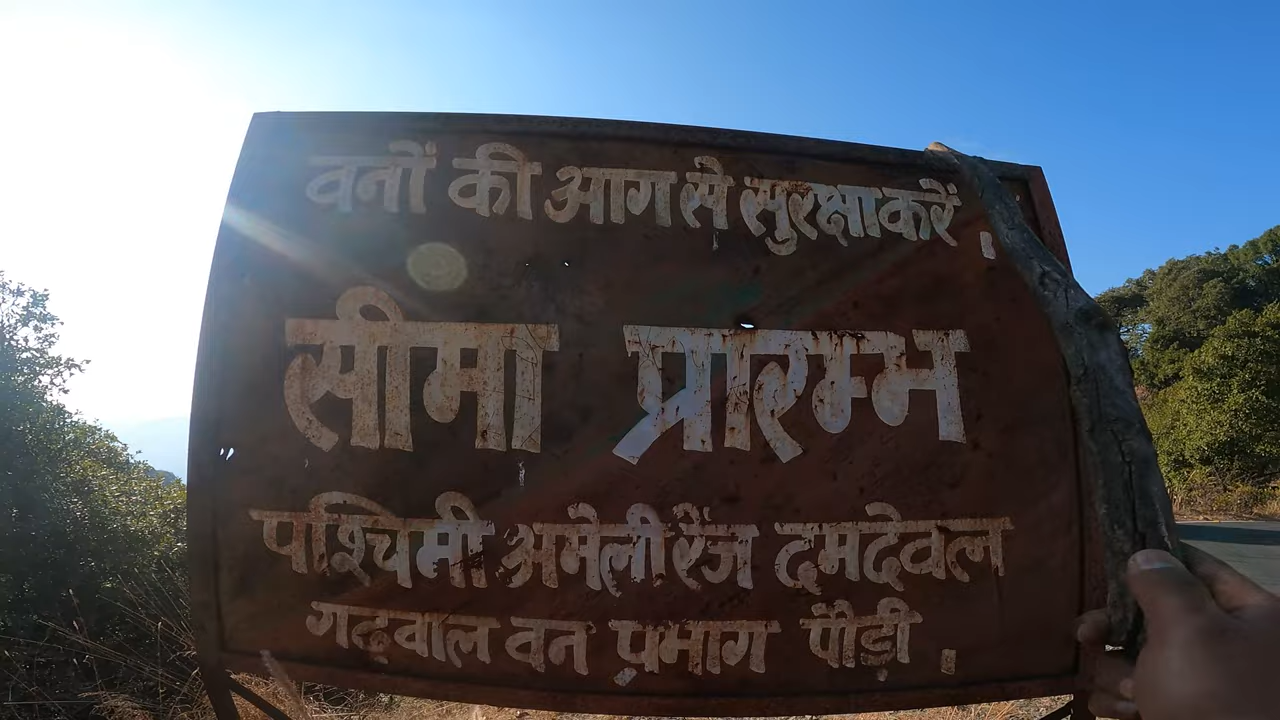 वनों की आग से सुरक्षा करें।
सीमा प्रारम्भ
पश्चिमी अमेली रेंज दमदेवल
गढ़वाल वन प्रभाग पौड़ी।